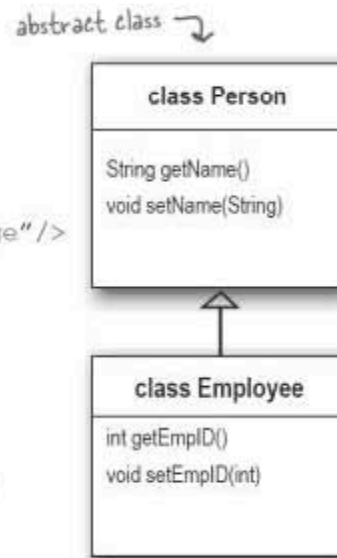 abstract class
class Person
String getName()
void setName(String)
e"/>
class Employee
int getEmpID()
void setEmpID(int)